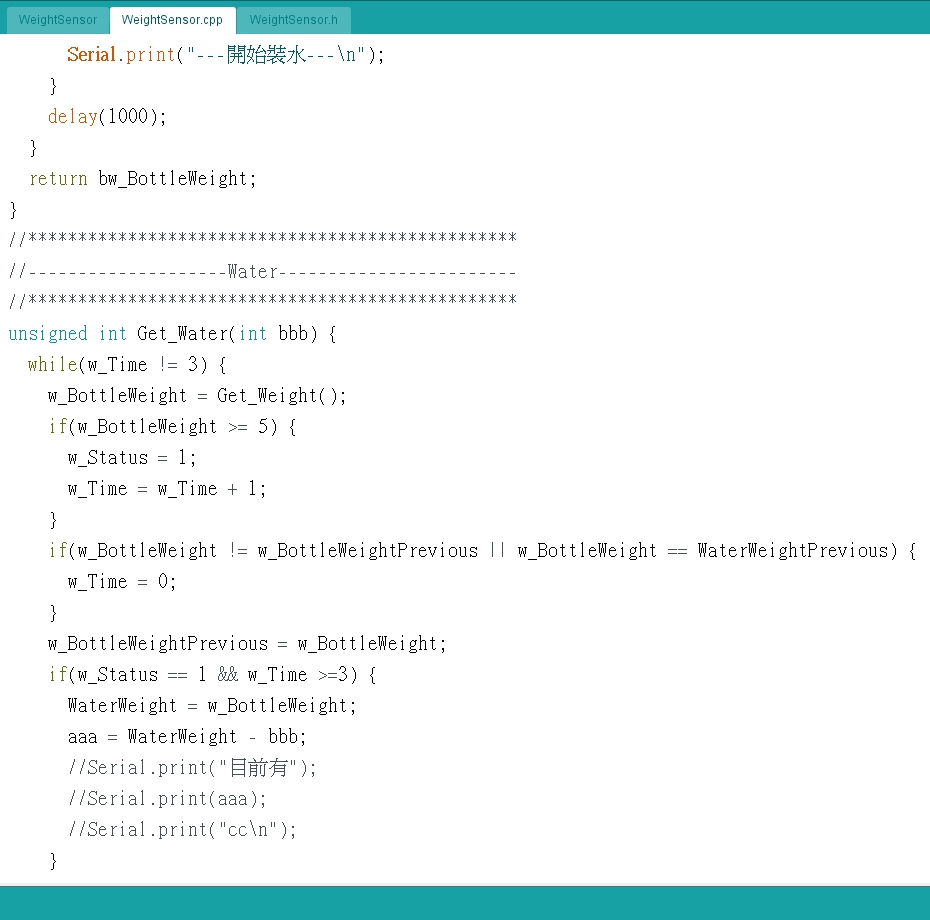 WeightSensor WeightSensor.cpp WeightSensor.h
Serial.print("---開始裝水---\n");
}
delay(1000);
}
return bw_BottleWeight;
}
//*************************************************
//--------------------Water------------------------
//*************************************************
unsigned int Get_Water(int bbb) {
while(w_Time != 3) {
w_BottleWeight = Get_Weight();
if(w_BottleWeight >= 5) {
w_Status = 1;
w_Time = w_Time + 1;
}
if(w_BottleWeight != w_BottleWeightPrevious || w_BottleWeight == WaterWeightPrevious) {
w_Time = 0;
}
w_BottleWeightPrevious = w_BottleWeight;
if(w_Status == 1 && w_Time >=3) {
WaterWeight = w_BottleWeight;
aaa = WaterWeight - bbb;
//Serial.print("目前有");
//Serial.print(aaa);
//Serial.print("cc\n");
}